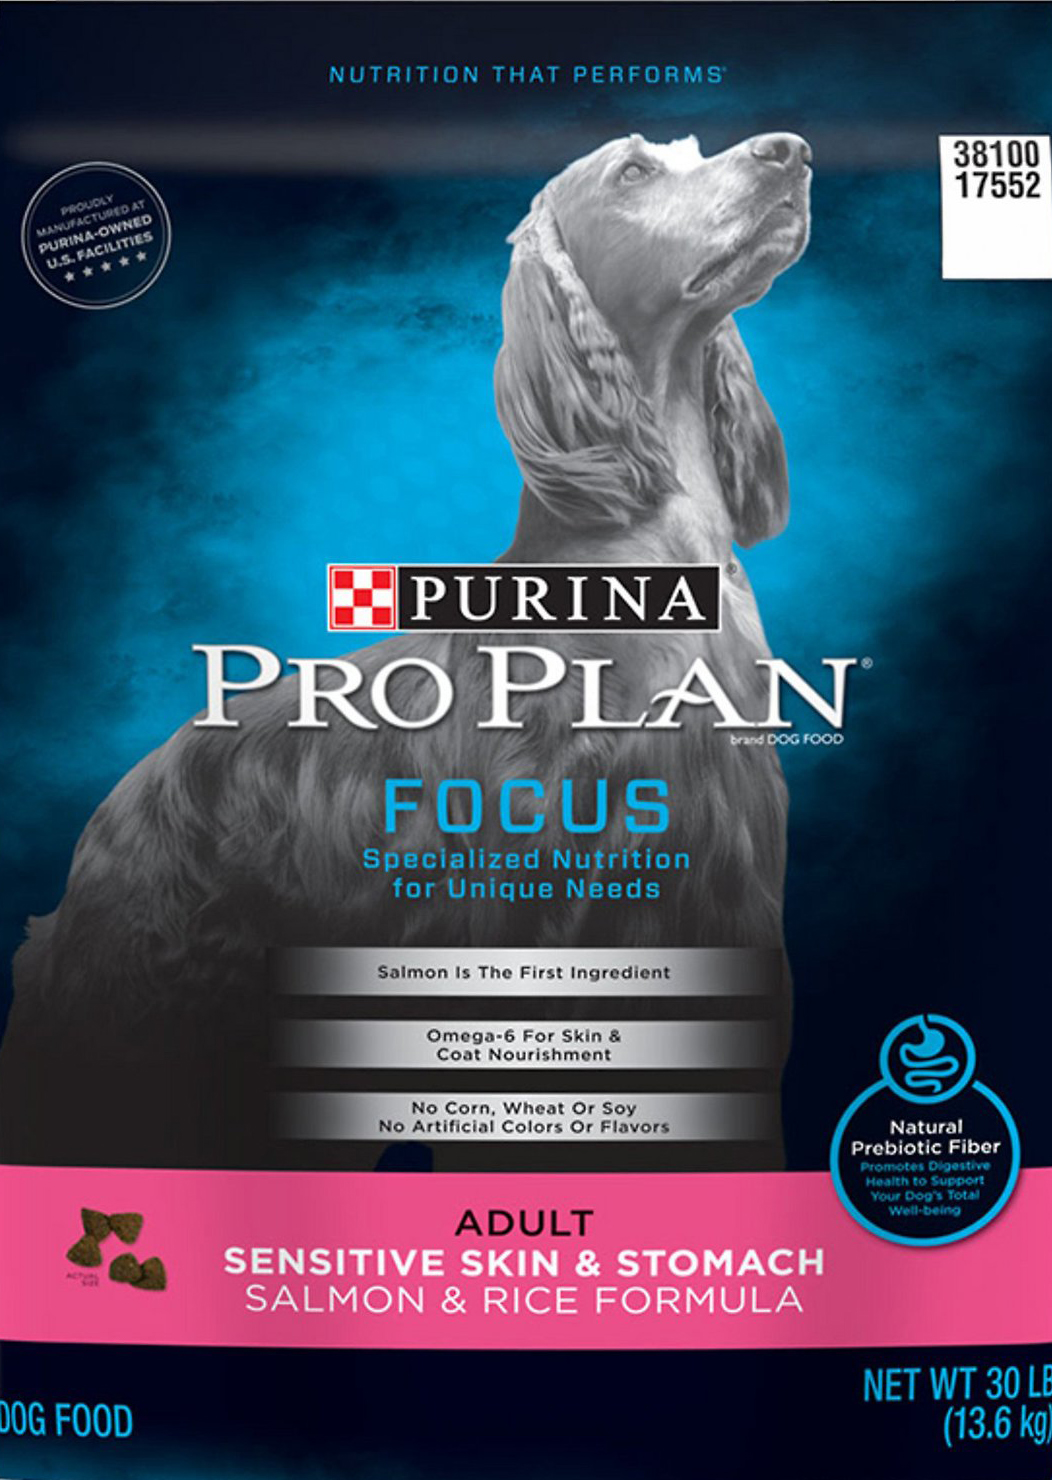 NUTRITION THAT PERFORMS®
38100
17552
PROUDLY
MANUFACTURED AT
PURINA-OWNED
U.S. FACILITIES
PURINA®
PRO PLAN®
brand DOG FOOD
FOCUS
Specialized Nutrition
for Unique Needs
Salmon Is The First Ingredient
Omega-6 For Skin &
Coat Nourishment
No Corn, Wheat Or Soy
No Artificial Colors Or Flavors
Natural
Prebiotic Fiber
Promotes Digestive
Health to Support
Your Dog's Total
Well-being
ACTUAL
SIZE
ADULT
SENSITIVE SKIN & STOMACH
SALMON & RICE FORMULA
DOG FOOD
NET WT 30 LB
(13.6 kg)